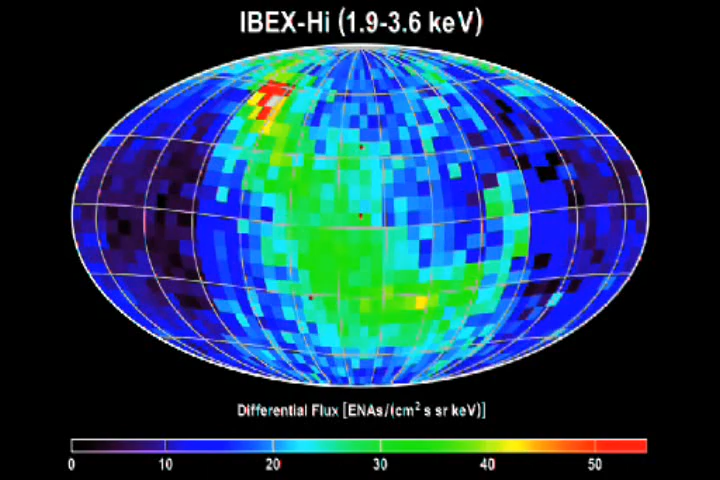 IBEX-Hi (1.9-3.6 keV)
Differential Flux [ENAs/(cm² s sr keV)]
0 10 20 30 40 50